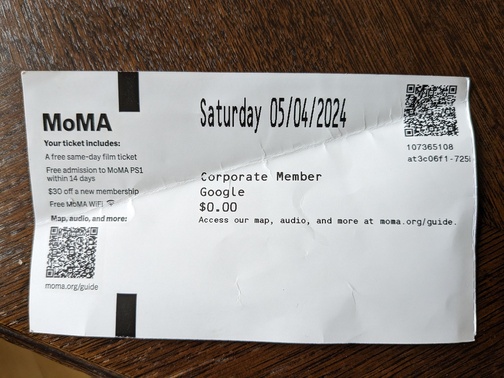 MoMA
Your ticket includes:
A free same-day film ticket
Free admission to MoMA PS1
within 14 days
$30 off a new membership
Free MoMA WiFi
Map, audio, and more:
moma.org/guide
Saturday 05/04/2024
Corporate Member
Google
$0.00
Access our map, audio, and more at moma.org/guide.
107365108
at3c06f1-725i